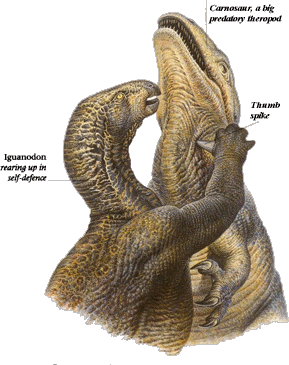 Carnosaur, a big
predatory theropod
Thumb
spike
Iguanodon
rearing up in
self-defence